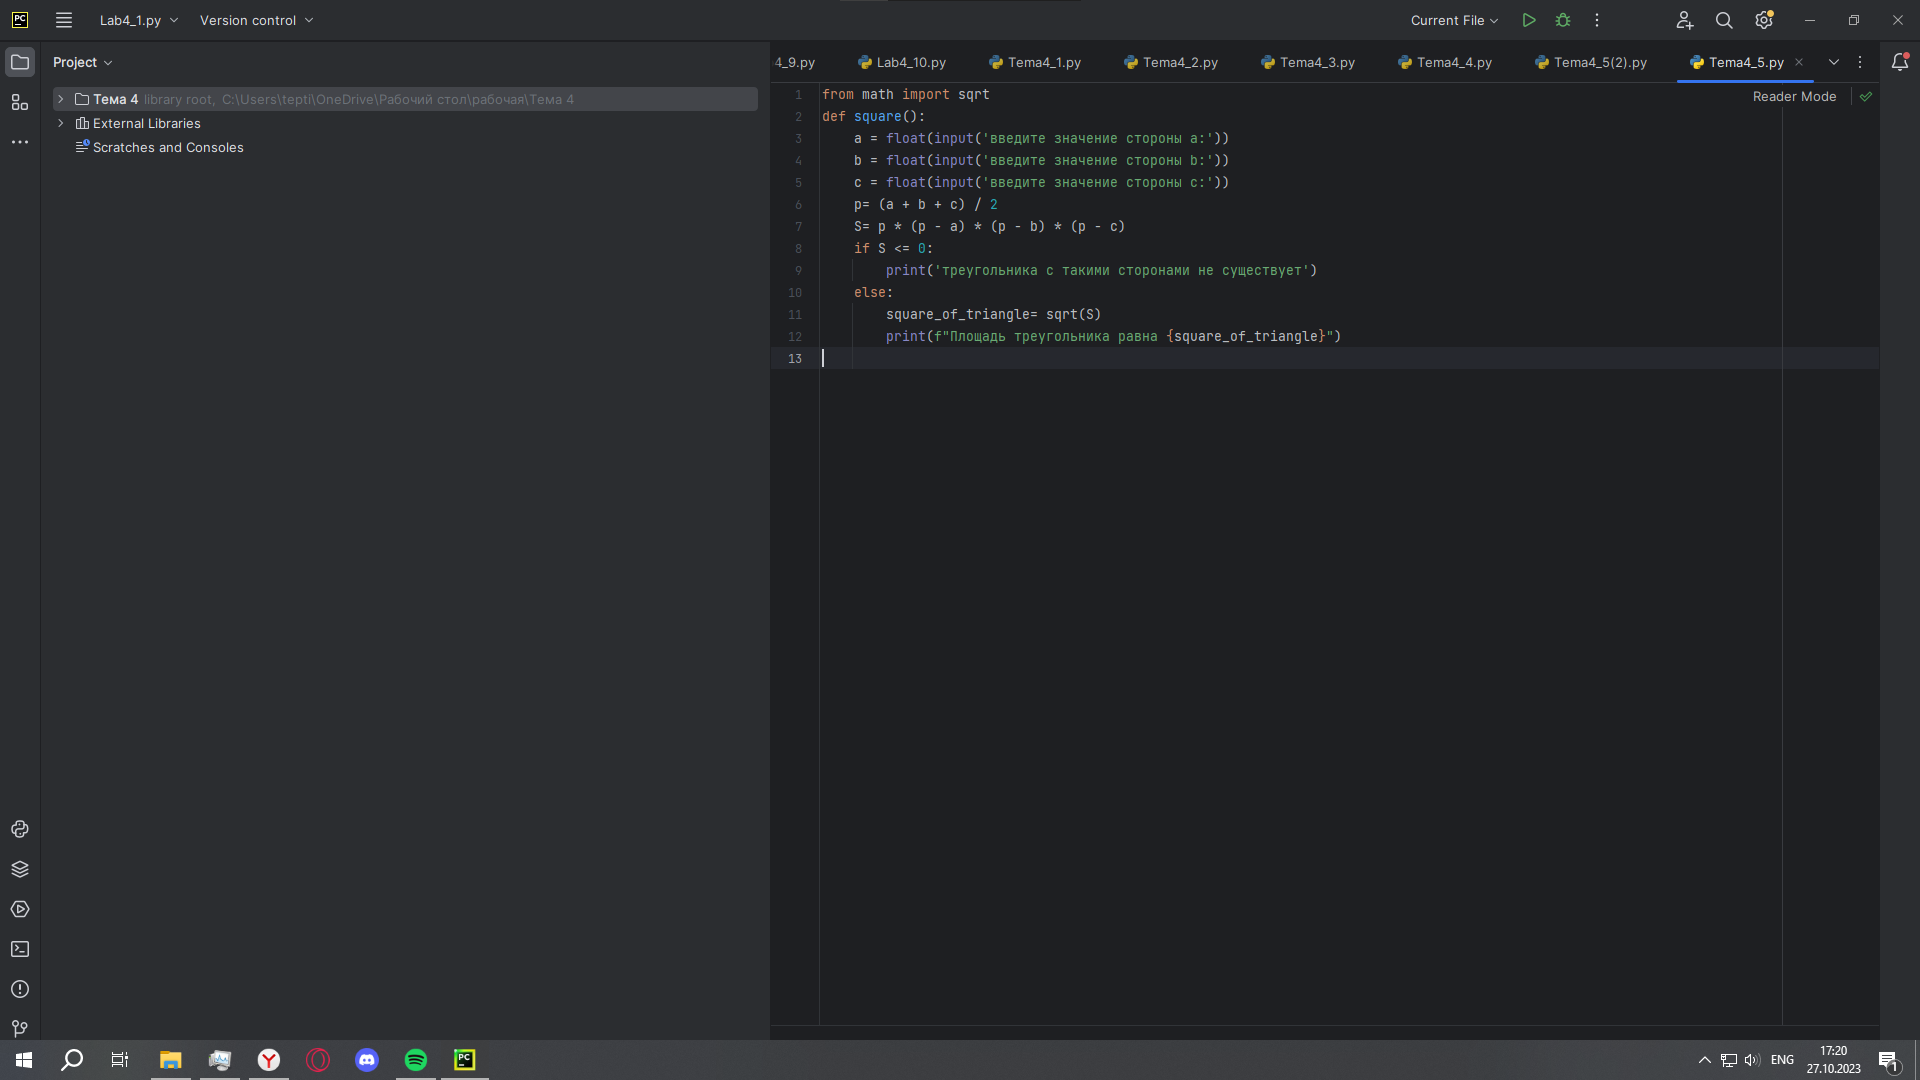 PC Lab4_1.py Version control Current File
Project
4_9.py Lab4_10.py Tema4_1.py Tema4_2.py Tema4_3.py Tema4_4.py Tema4_5(2).py Tema4_5.py
Тема 4 library root, C:\Users\tepti\OneDrive\Рабочий стол\рабочая\Тема 4
External Libraries
Scratches and Consoles
Reader Mode
1 from math import sqrt
2 def square():
3     a = float(input('введите значение стороны a:'))
4     b = float(input('введите значение стороны b:'))
5     c = float(input('введите значение стороны c:'))
6     p= (a + b + c) / 2
7     S= p * (p - a) * (p - b) * (p - c)
8     if S <= 0:
9         print('треугольника с такими сторонами не существует')
10     else:
11         square_of_triangle= sqrt(S)
12         print(f"Площадь треугольника равна {square_of_triangle}")
13
PC ENG 17:20
27.10.2023
1